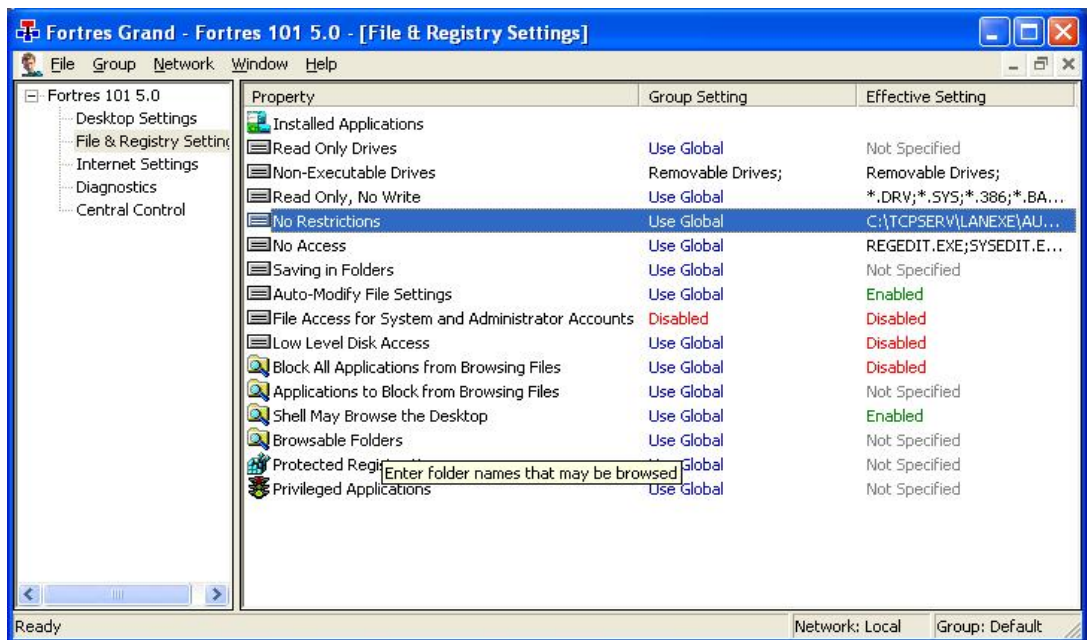 Fortres Grand - Fortres 101 5.0 - [File & Registry Settings]
File Group Network Window Help
Fortres 101 5.0
Desktop Settings
File & Registry Setting
Internet Settings
Diagnostics
Central Control
Property Group Setting Effective Setting
Installed Applications
Read Only Drives Use Global Not Specified
Non-Executable Drives Removable Drives; Removable Drives;
Read Only, No Write Use Global *.DRV;*.SYS;*.386;*.BA...
No Restrictions Use Global C:\TCPSERV\LANEXE\AU...
No Access Use Global REGEDIT.EXE;SYSEDIT.E...
Saving in Folders Use Global Not Specified
Auto-Modify File Settings Use Global Enabled
File Access for System and Administrator Accounts Disabled Disabled
Low Level Disk Access Use Global Disabled
Block All Applications from Browsing Files Use Global Disabled
Applications to Block from Browsing Files Use Global Not Specified
Shell May Browse the Desktop Use Global Enabled
Browsable Folders Use Global Not Specified
Protected Global Not Specified
Enter folder names that may be browsed
Privileged Applications Use Global Not Specified
Ready Network: Local Group: Default